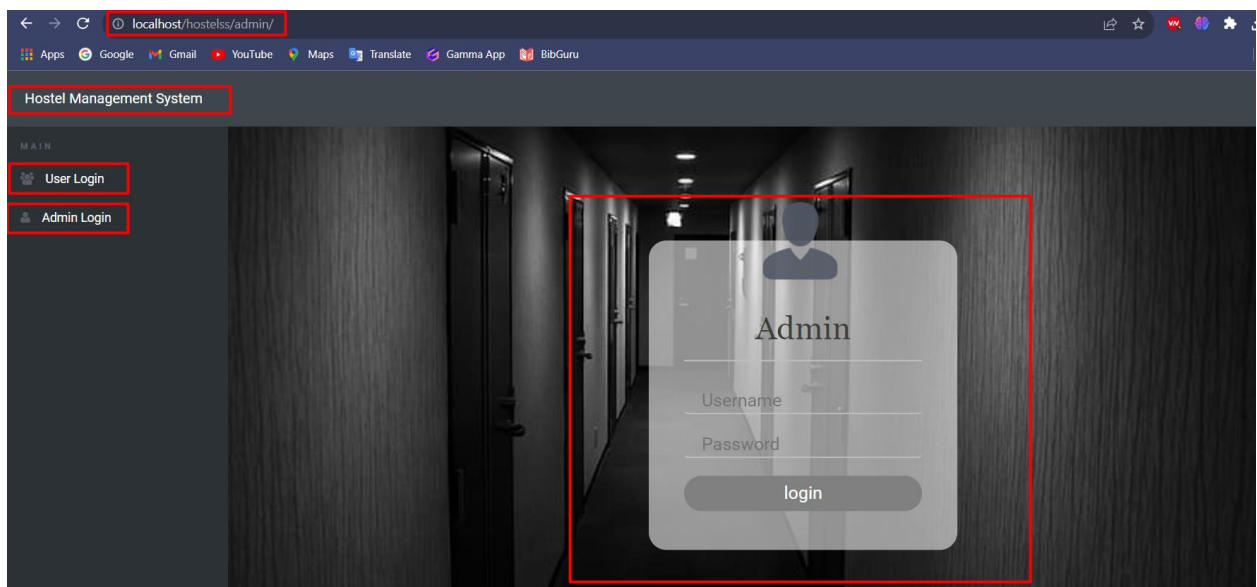 localhost/hostelss/admin/
Apps Google Gmail YouTube Maps Translate Gamma App BibGuru
Hostel Management System
MAIN
User Login
Admin Login
Admin
Username
Password
login